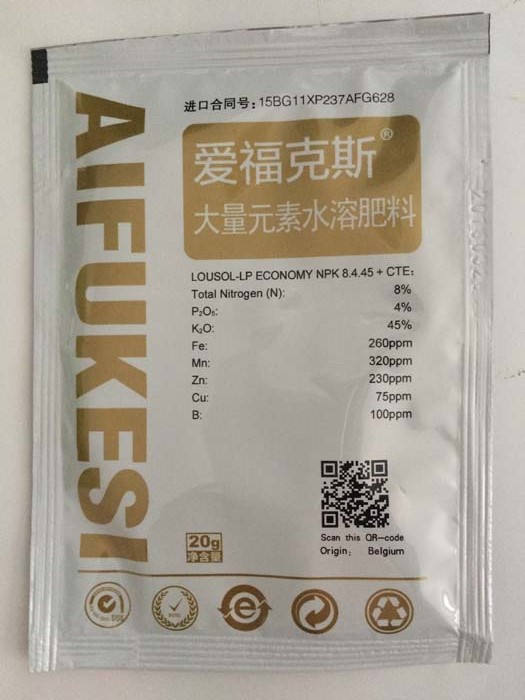 进口合同号：15BG11XP237AFG628
爱福克斯®
大量元素水溶肥料
AIFUKESI
LOUSOL-LP ECONOMY NPK 8.4.45 + CTE:
Total Nitrogen (N): 8%
P₂O₅: 4%
K₂O: 45%
Fe: 260ppm
Mn: 320ppm
Zn: 230ppm
Cu: 75ppm
B: 100ppm
Scan this QR-code
Origin: Belgium
20g
净含量